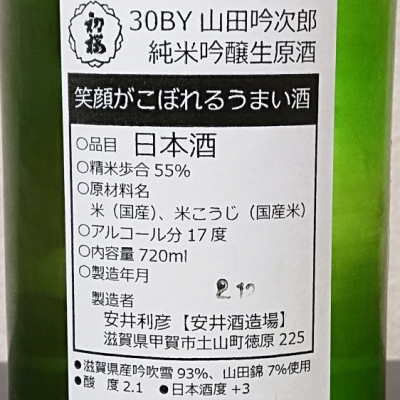 初桜
30BY 山田吟次郎
純米吟醸生原酒
笑顔がこぼれるうまい酒
○品目 日本酒
○精米歩合 55%
○原材料名
米（国産）、米こうじ（国産米）
○アルコール分 17 度
○内容量 720ml
○製造年月
製造者
安井利彦【安井酒造場】
滋賀県甲賀市土山町徳原 225
●滋賀県産吟吹雪 93%、山田錦 7%使用
●酸 度 2.1 ●日本酒度 +3